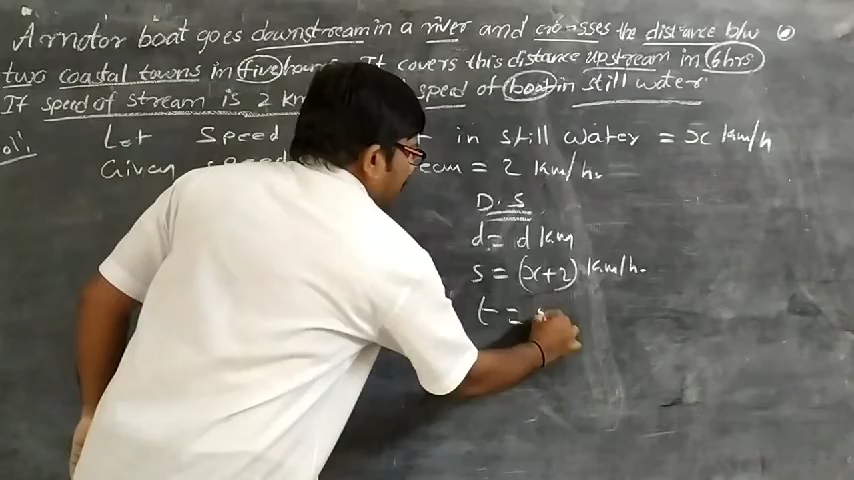 A motor boat goes downstream in a river and crosses the distance b/w
two coastal towns in five hours. It covers this distance upstream in 6hrs
If speed of stream is 2 km speed of boat in still water
Sol:
Let Speed in still water = x km/h
Given speed = 2 km/hr.
D.S
d = d km
s = (x+2) km/hr.
t =